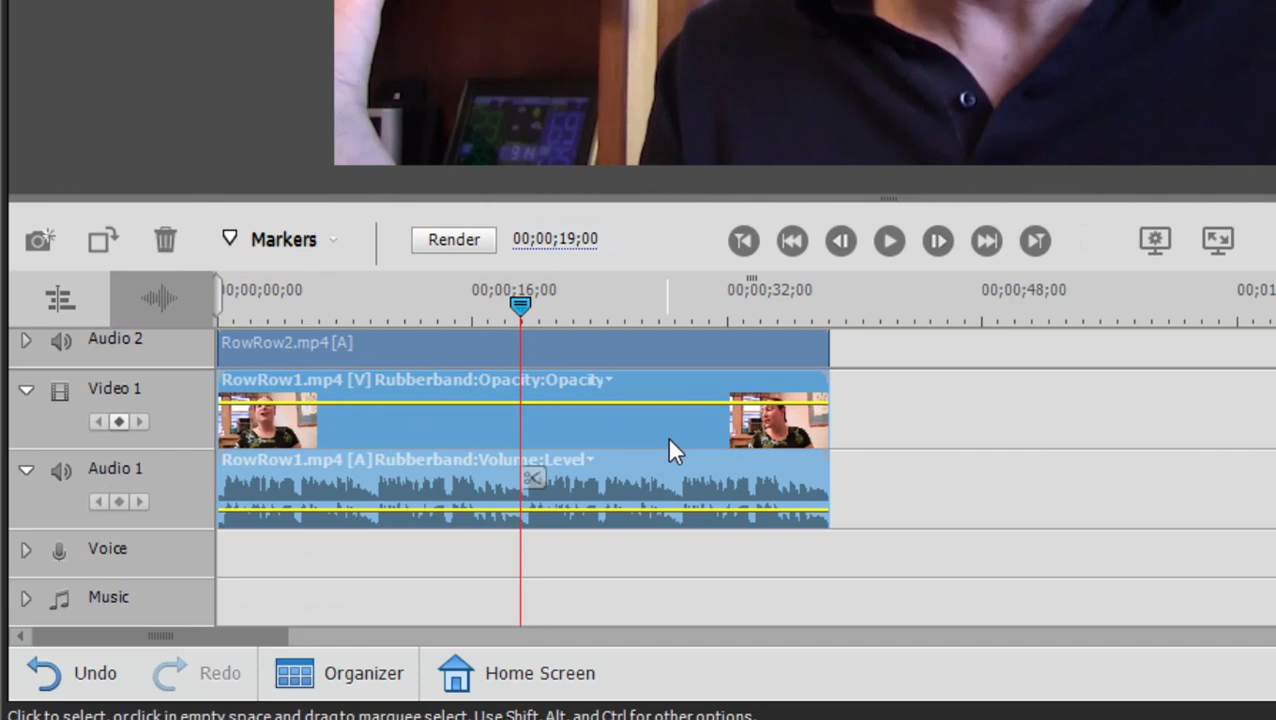 Markers
Render
00;00;19;00
00;00;00;00
00;00;16;00
00;00;32;00
00;00;48;00
00;01
Audio 2
RowRow2.mp4 [A]
Video 1
RowRow1.mp4 [V] Rubberband:Opacity:Opacity
Audio 1
RowRow1.mp4 [A] Rubberband:Volume:Level
Voice
Music
Undo
Redo
Organizer
Home Screen
Click to select, or click in empty space and drag to marquee select. Use Shift, Alt, and Ctrl for other options.